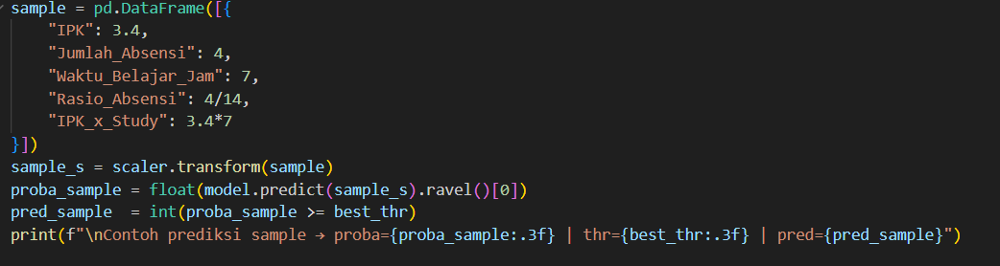 sample = pd.DataFrame([{
    "IPK": 3.4,
    "Jumlah_Absensi": 4,
    "Waktu_Belajar_Jam": 7,
    "Rasio_Absensi": 4/14,
    "IPK_x_Study": 3.4*7
}])
sample_s = scaler.transform(sample)
proba_sample = float(model.predict(sample_s).ravel()[0])
pred_sample  = int(proba_sample >= best_thr)
print(f"\nContoh prediksi sample → proba={proba_sample:.3f} | thr={best_thr:.3f} | pred={pred_sample}")